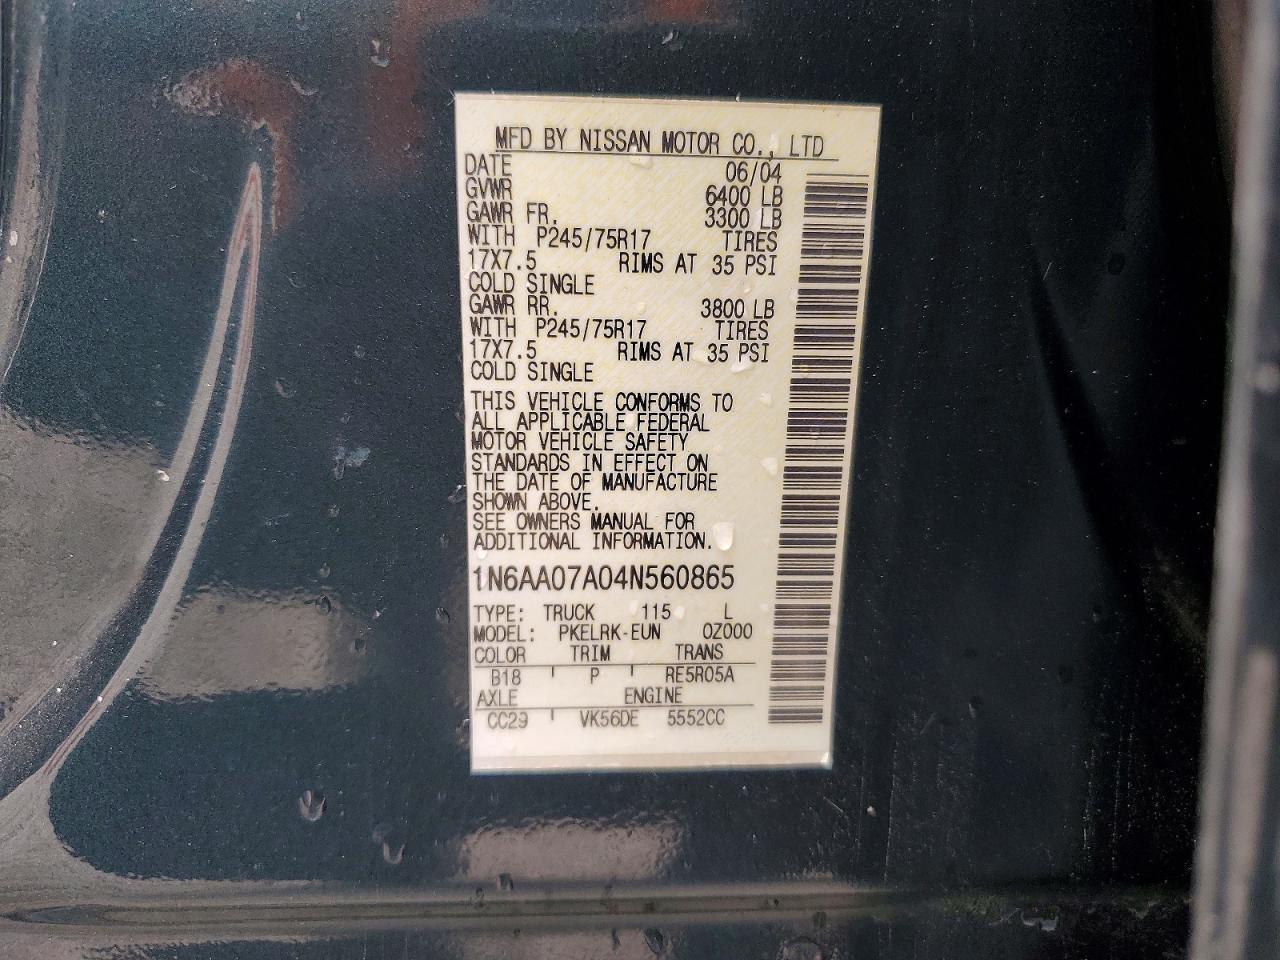 MFD BY NISSAN MOTOR CO., LTD
DATE 06/04
GVWR 6400 LB
GAWR FR. 3300 LB
WITH P245/75R17 TIRES
17X7.5 RIMS AT 35 PSI
COLD SINGLE
GAWR RR. 3800 LB
WITH P245/75R17 TIRES
17X7.5 RIMS AT 35 PSI
COLD SINGLE
THIS VEHICLE CONFORMS TO
ALL APPLICABLE FEDERAL
MOTOR VEHICLE SAFETY
STANDARDS IN EFFECT ON
THE DATE OF MANUFACTURE
SHOWN ABOVE.
SEE OWNERS MANUAL FOR
ADDITIONAL INFORMATION.
1N6AA07A04N560865
TYPE: TRUCK 115 L
MODEL: PKELRK-EUN 0Z000
COLOR TRIM TRANS
B18 P RE5R05A
AXLE ENGINE
CC29 VK56DE 5552CC